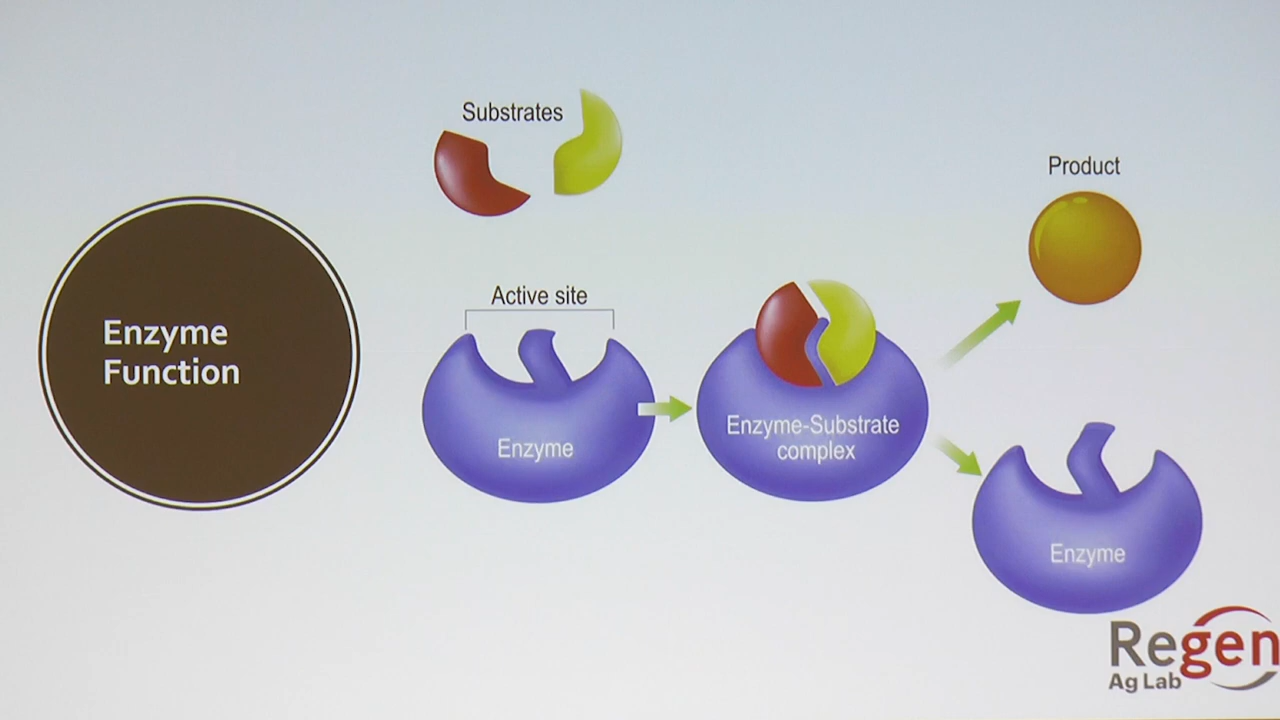 Enzyme
Function
Substrates
Active site
Enzyme
Enzyme-Substrate
complex
Product
Enzyme
Regen
Ag Lab